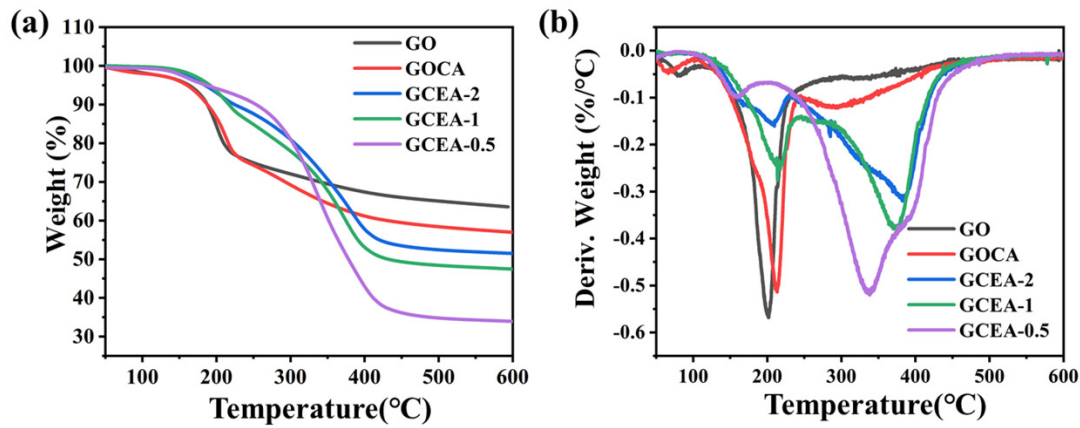 (a)
110
100
90
80
70
60
50
40
30
Weight (%)
GO
GOCA
GCEA-2
GCEA-1
GCEA-0.5
100 200 300 400 500 600
Temperature(°C)
(b)
0.0
-0.1
-0.2
-0.3
-0.4
-0.5
-0.6
Deriv. Weight (%/°C)
GO
GOCA
GCEA-2
GCEA-1
GCEA-0.5
100 200 300 400 500 600
Temperature(°C)